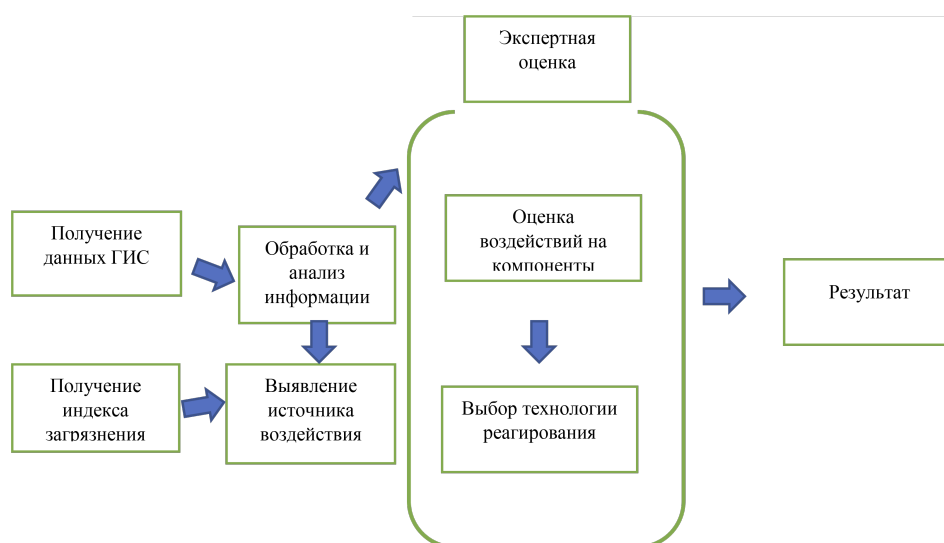 Экспертная
оценка
Получение
данных ГИС
Обработка и
анализ
информации
Оценка
воздействий на
компоненты
Результат
Получение
индекса
загрязнения
Выявление
источника
воздействия
Выбор технологии
реагирования